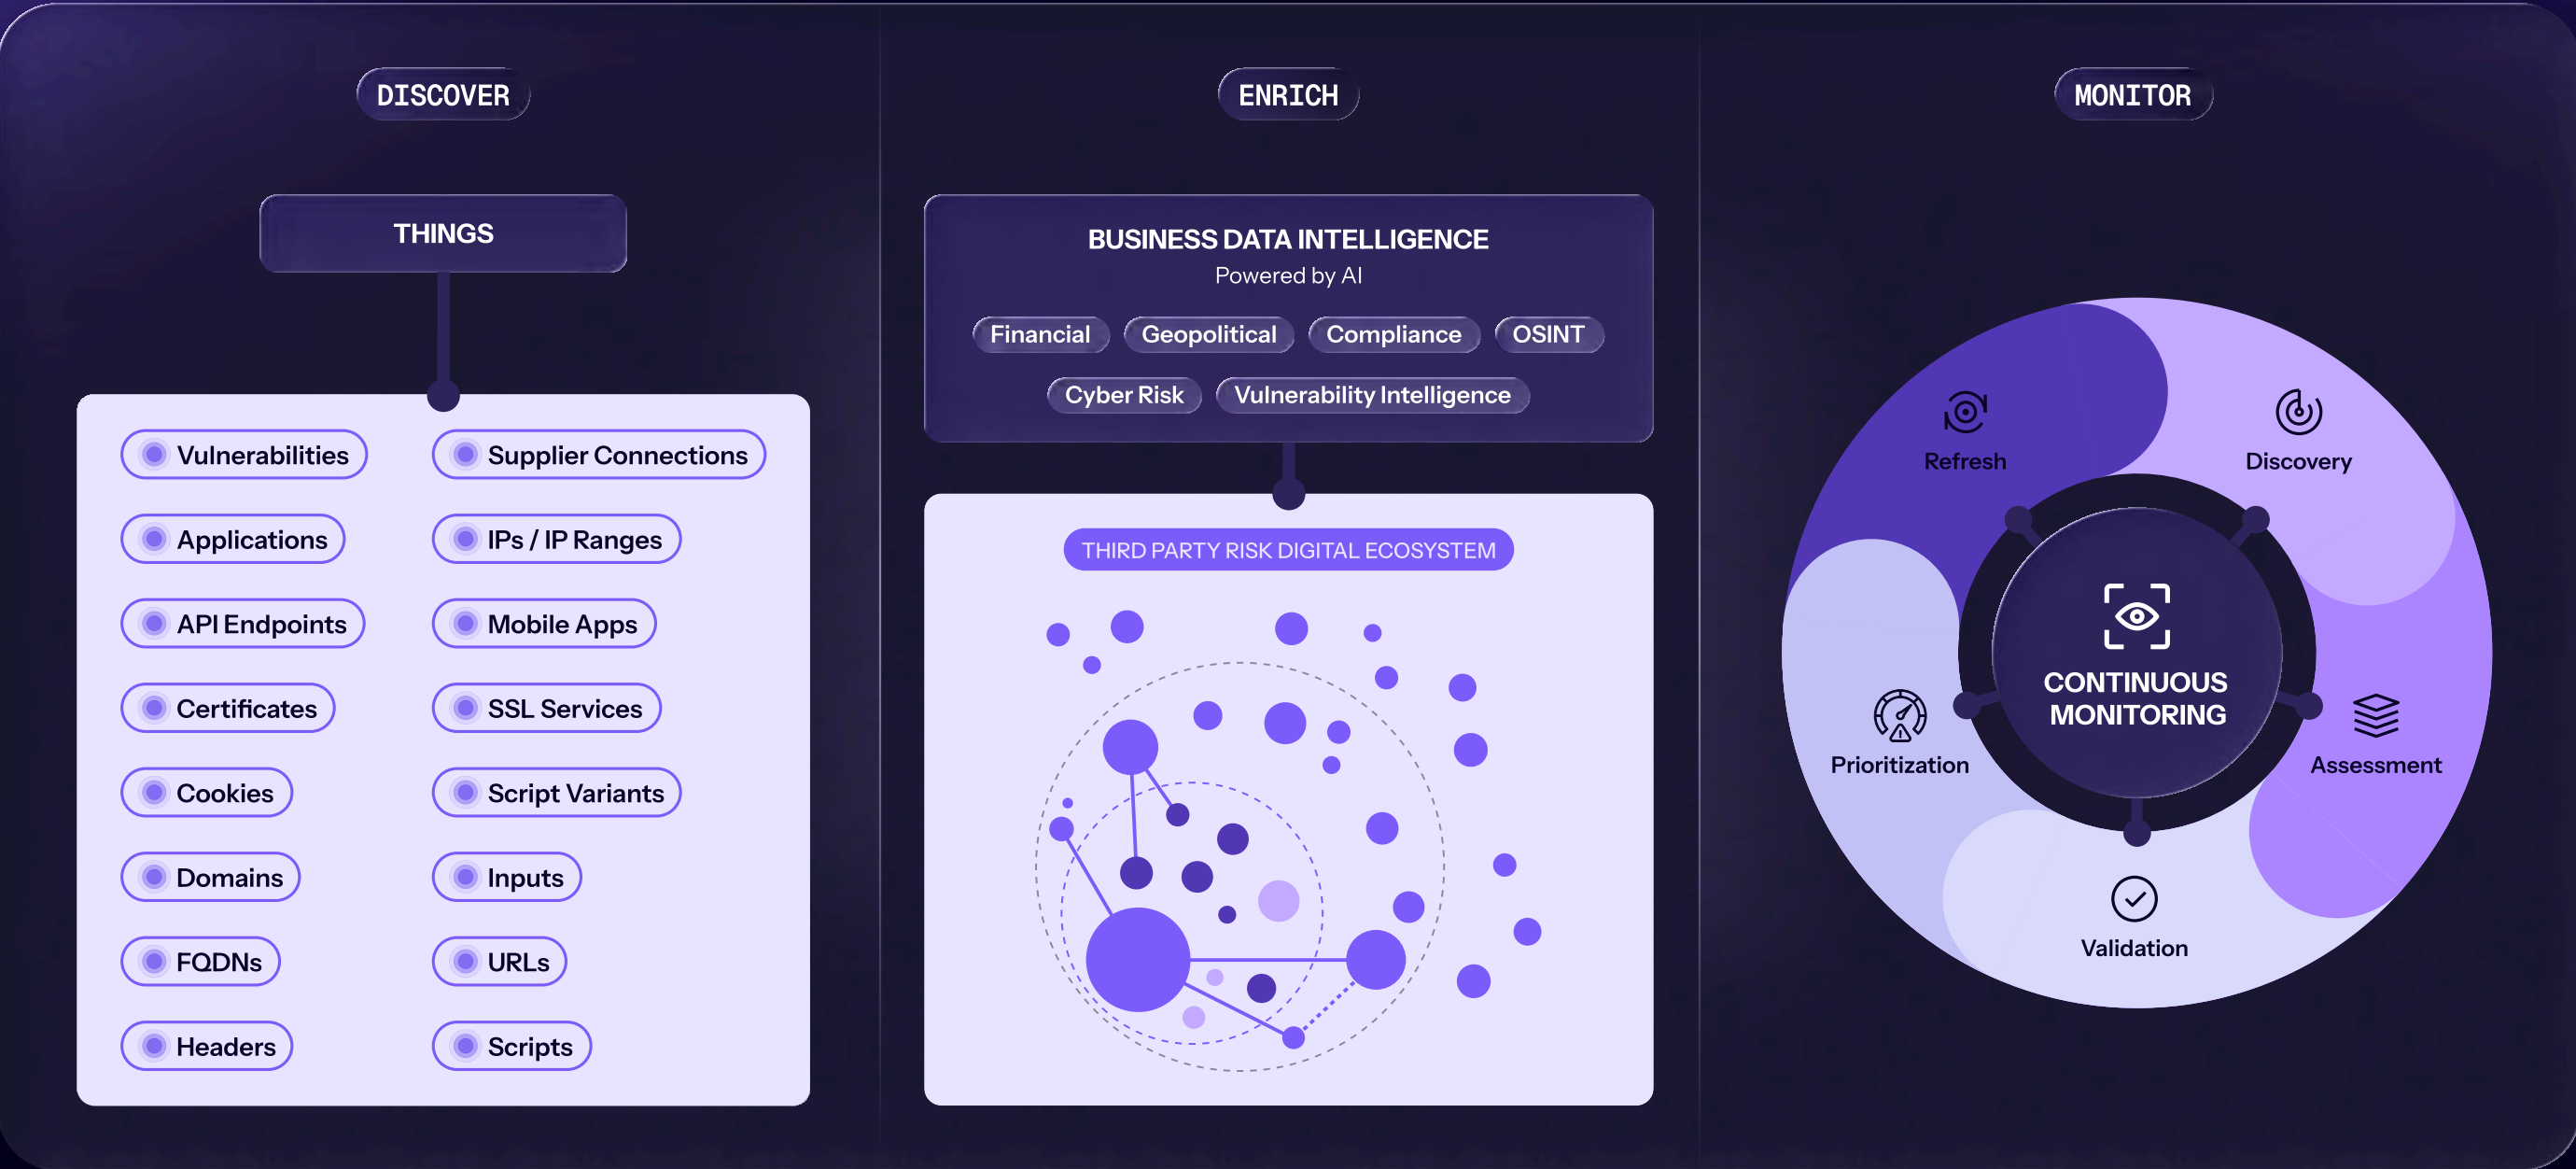 DISCOVER
THINGS
Vulnerabilities
Supplier Connections
Applications
IPs / IP Ranges
API Endpoints
Mobile Apps
Certificates
SSL Services
Cookies
Script Variants
Domains
Inputs
FQDNs
URLs
Headers
Scripts
ENRICH
BUSINESS DATA INTELLIGENCE
Powered by AI
Financial
Geopolitical
Compliance
OSINT
Cyber Risk
Vulnerability Intelligence
THIRD PARTY RISK DIGITAL ECOSYSTEM
MONITOR
Refresh
Discovery
CONTINUOUS
MONITORING
Prioritization
Assessment
Validation